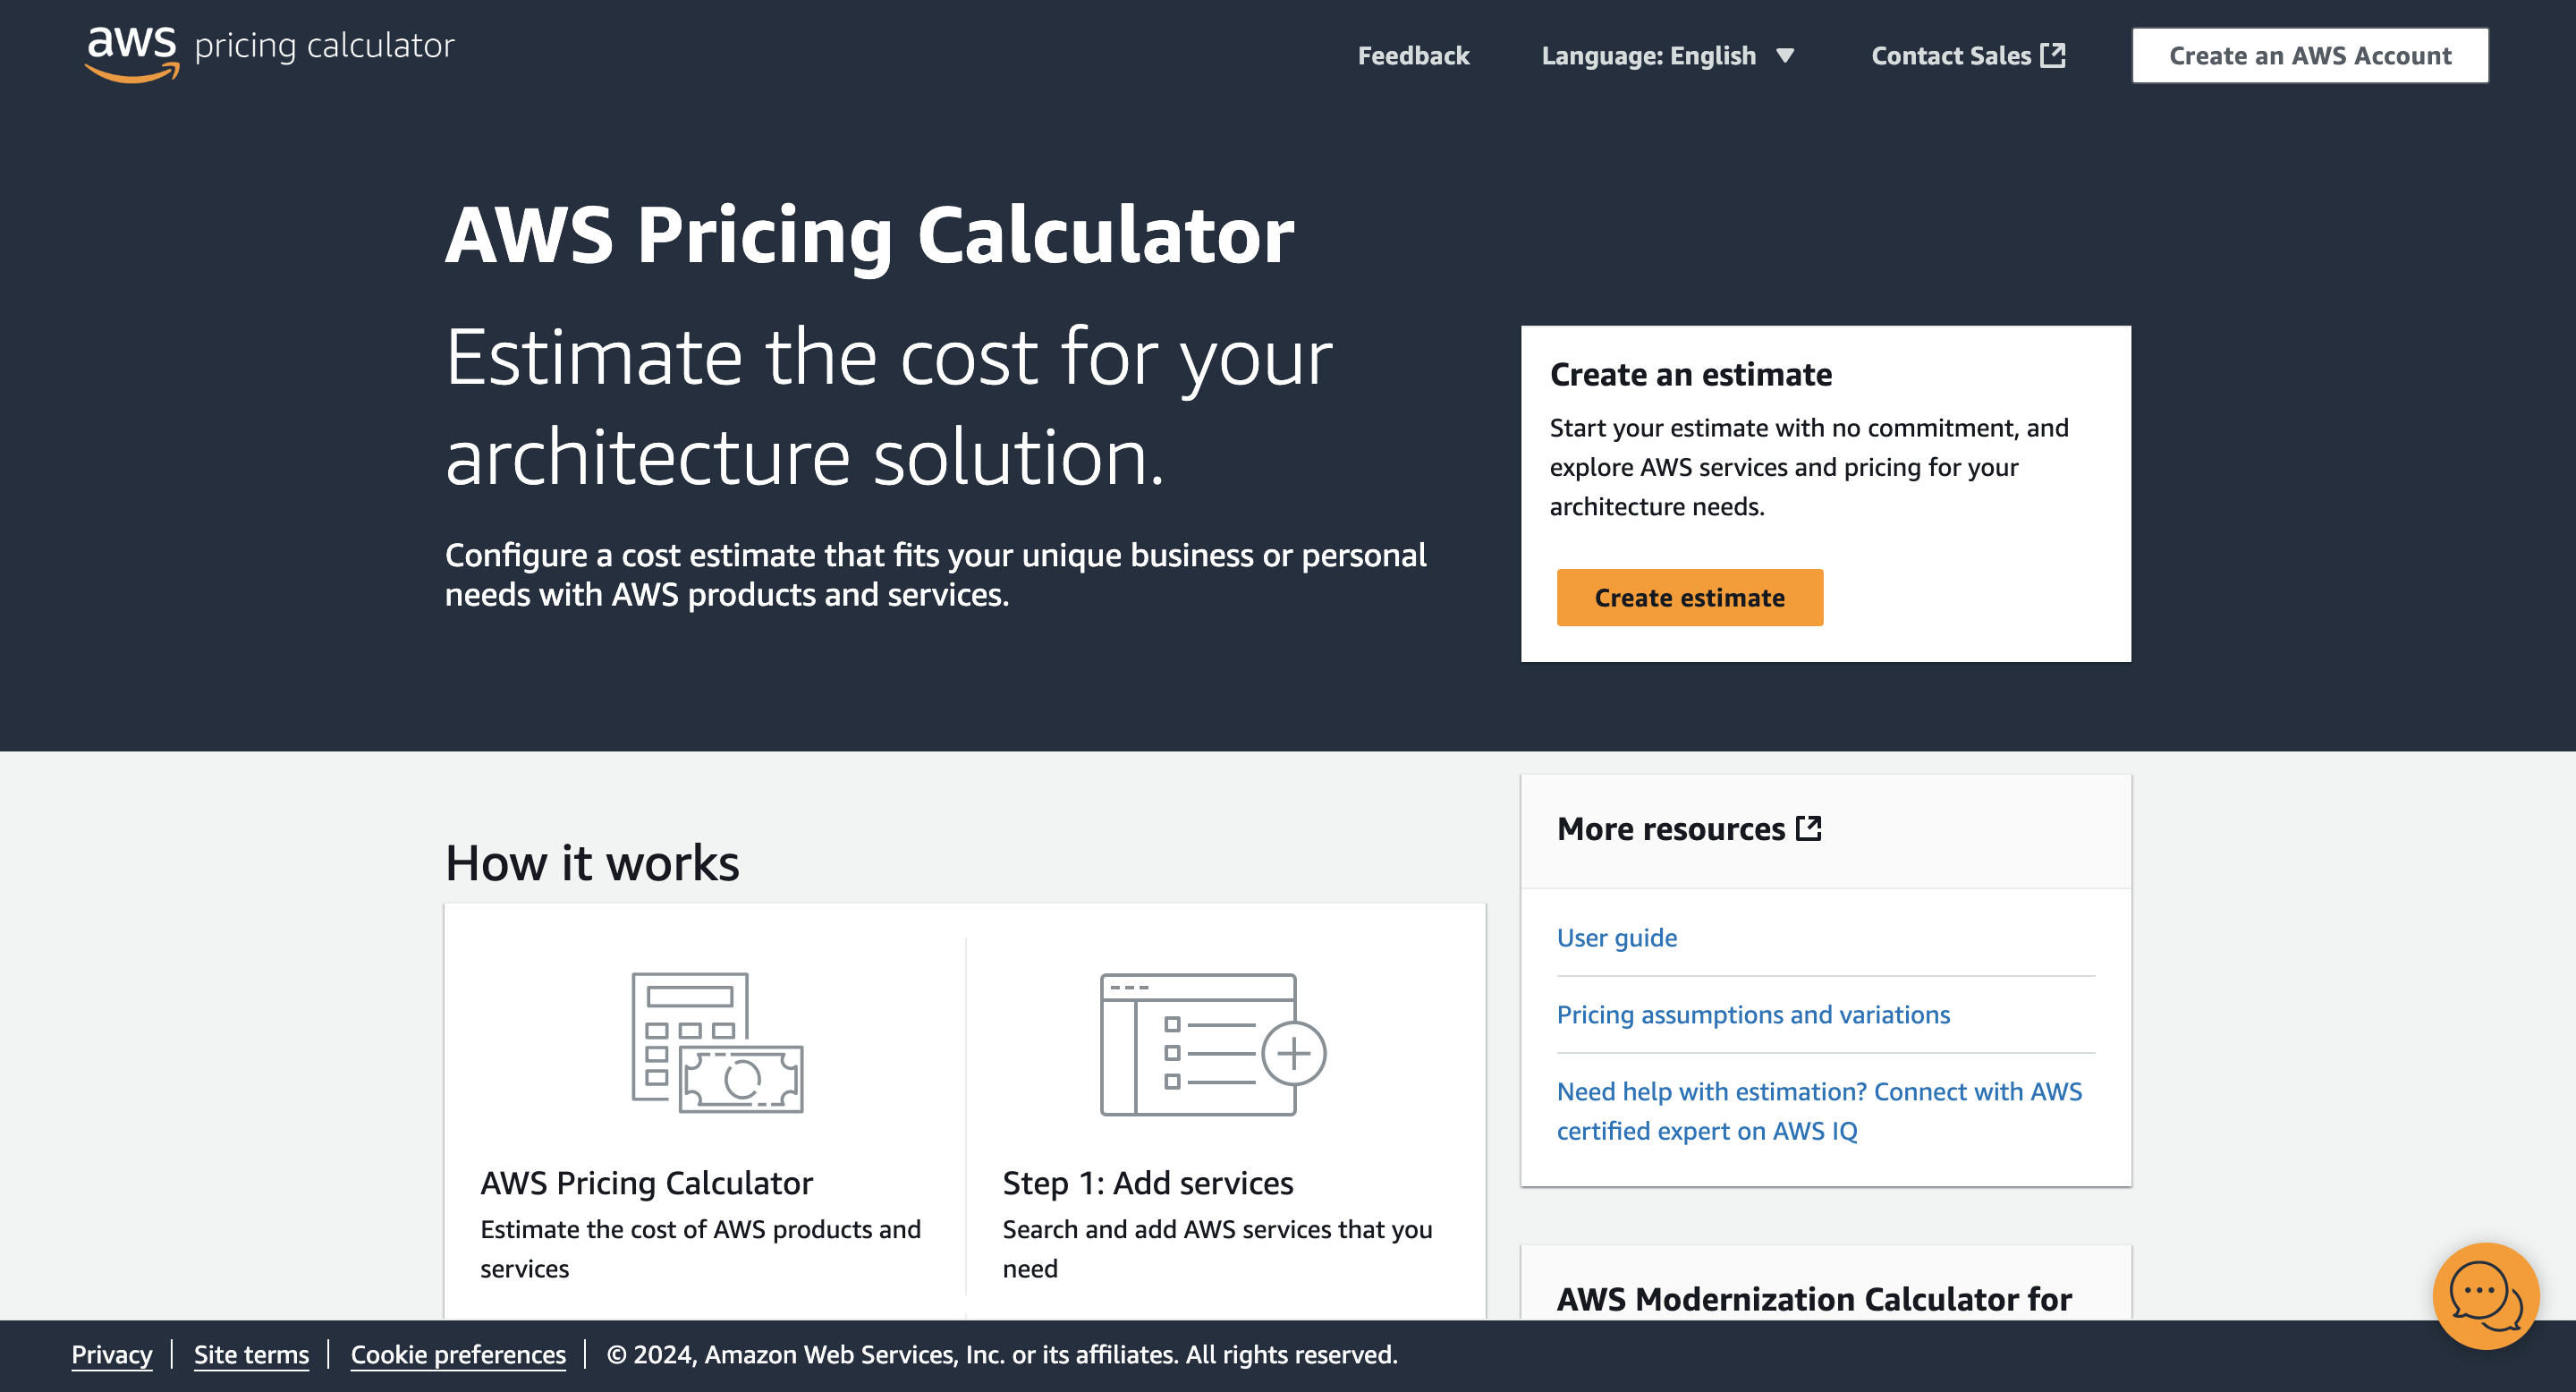 aws pricing calculator
Feedback
Language: English
Contact Sales
Create an AWS Account
AWS Pricing Calculator
Estimate the cost for your
architecture solution.
Configure a cost estimate that fits your unique business or personal
needs with AWS products and services.
Create an estimate
Start your estimate with no commitment, and
explore AWS services and pricing for your
architecture needs.
Create estimate
How it works
AWS Pricing Calculator
Estimate the cost of AWS products and
services
Step 1: Add services
Search and add AWS services that you
need
More resources
User guide
Pricing assumptions and variations
Need help with estimation? Connect with AWS
certified expert on AWS IQ
AWS Modernization Calculator for
Privacy
Site terms
Cookie preferences
© 2024, Amazon Web Services, Inc. or its affiliates. All rights reserved.